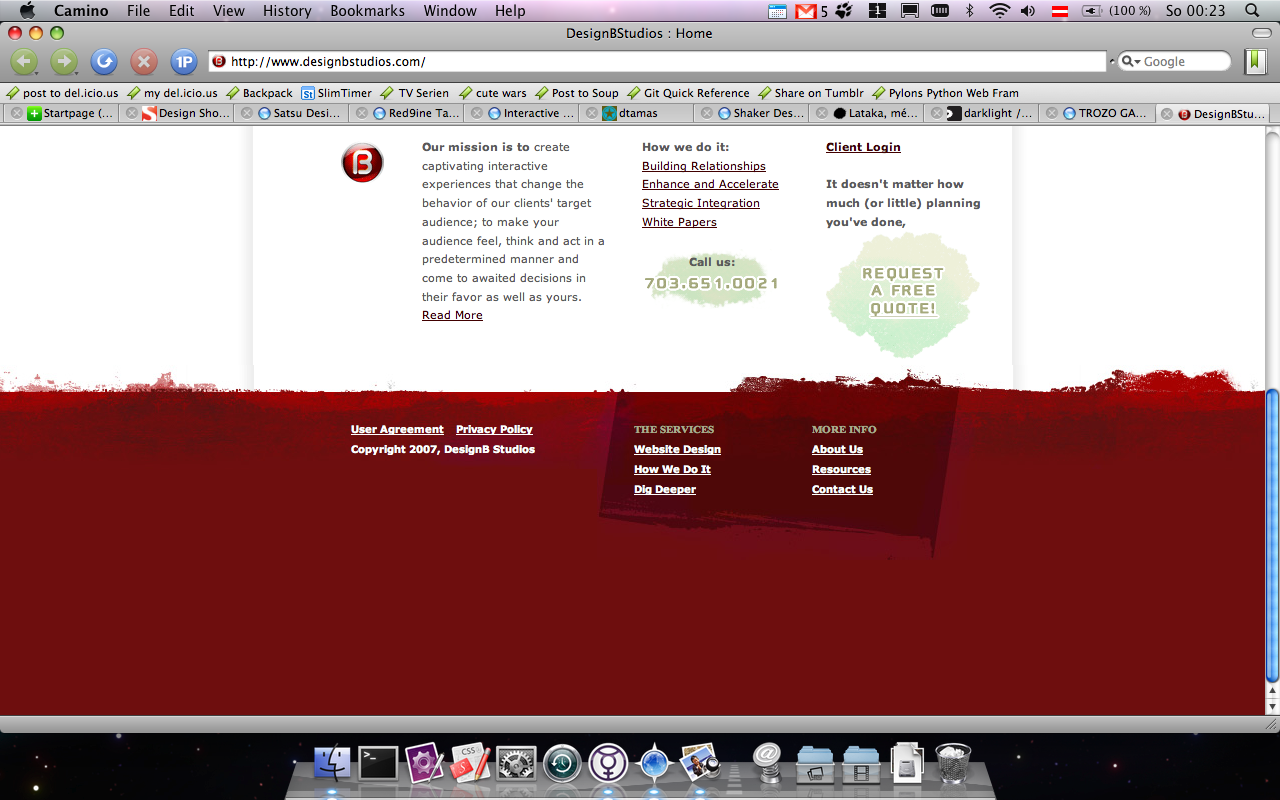 Camino File Edit View History Bookmarks Window Help 5 1 (100 %) So 00:23
DesignBStudios : Home
1P http://www.designbstudios.com/ Google
post to del.icio.us my del.icio.us Backpack St SlimTimer TV Serien cute wars Post to Soup Git Quick Reference Share on Tumblr Pylons Python Web Fram
Startpage (... Design Sho... Satsu Desi... Red9ine Ta... Interactive ... dtamas Shaker Des... Lataka, mé... darklight /... TROZO GA... DesignBStu...
B
Our mission is to create
captivating interactive
experiences that change the
behavior of our clients' target
audience; to make your
audience feel, think and act in a
predetermined manner and
come to awaited decisions in
their favor as well as yours.
Read More
How we do it:
Building Relationships
Enhance and Accelerate
Strategic Integration
White Papers
Call us:
703.651.0021
Client Login
It doesn't matter how
much (or little) planning
you've done,
REQUEST
A FREE
QUOTE!
User Agreement Privacy Policy
Copyright 2007, DesignB Studios
THE SERVICES
Website Design
How We Do It
Dig Deeper
MORE INFO
About Us
Resources
Contact Us
>_
CSS
@